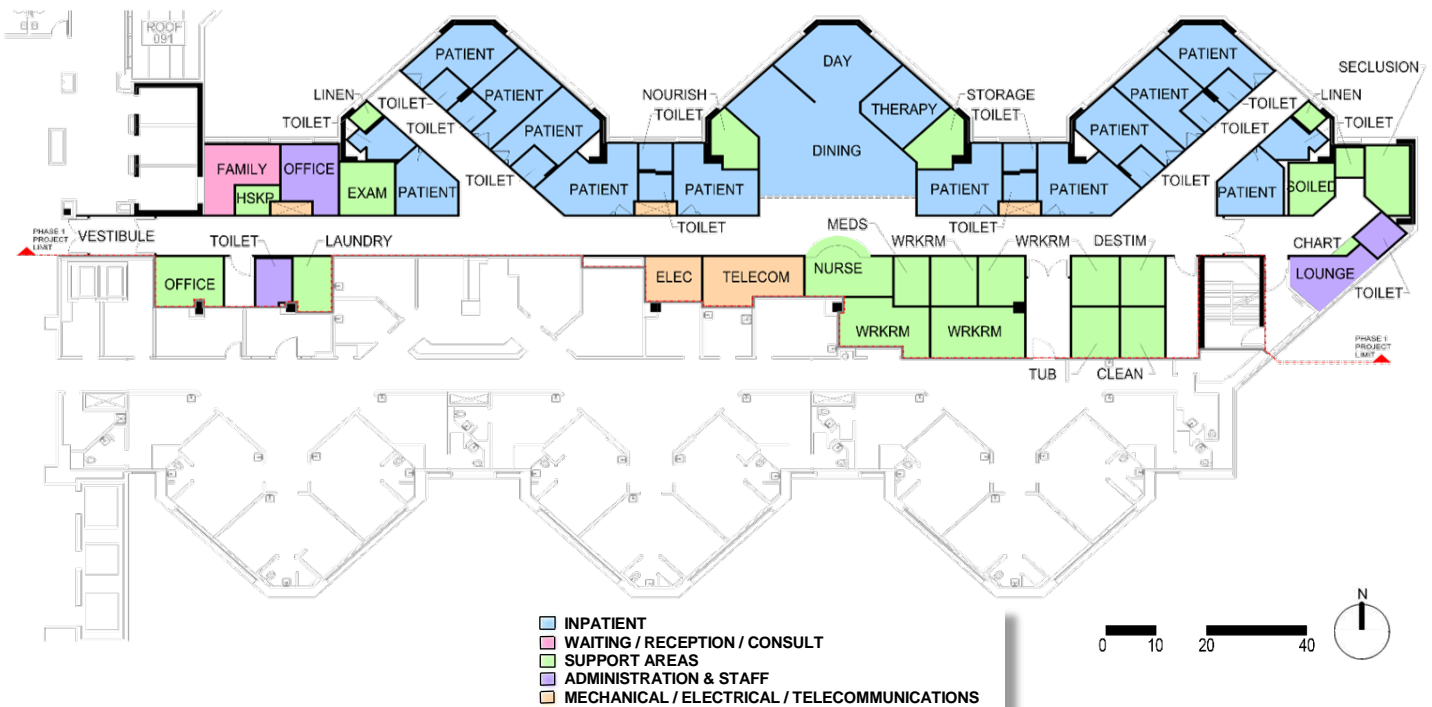 ROOF
091
PATIENT
DAY
PATIENT
SECLUSION
LINEN
TOILET
PATIENT
NOURISH
TOILET
THERAPY
STORAGE
TOILET
PATIENT
TOILET
LINEN
TOILET
TOILET
PATIENT
DINING
PATIENT
TOILET
TOILET
FAMILY
OFFICE
HSKP
EXAM
PATIENT
TOILET
PATIENT
PATIENT
PATIENT
PATIENT
TOILET
PATIENT
SOILED
TOILET
TOILET
PHASE 1
PROJECT
LIMIT
VESTIBULE
TOILET
LAUNDRY
MEDS
WRKRM
WRKRM
DESTIM
CHART
OFFICE
ELEC
TELECOM
NURSE
LOUNGE
TOILET
WRKRM
WRKRM
PHASE 1
PROJECT
LIMIT
TUB
CLEAN
N
0 10 20 40
INPATIENT
WAITING / RECEPTION / CONSULT
SUPPORT AREAS
ADMINISTRATION & STAFF
MECHANICAL / ELECTRICAL / TELECOMMUNICATIONS